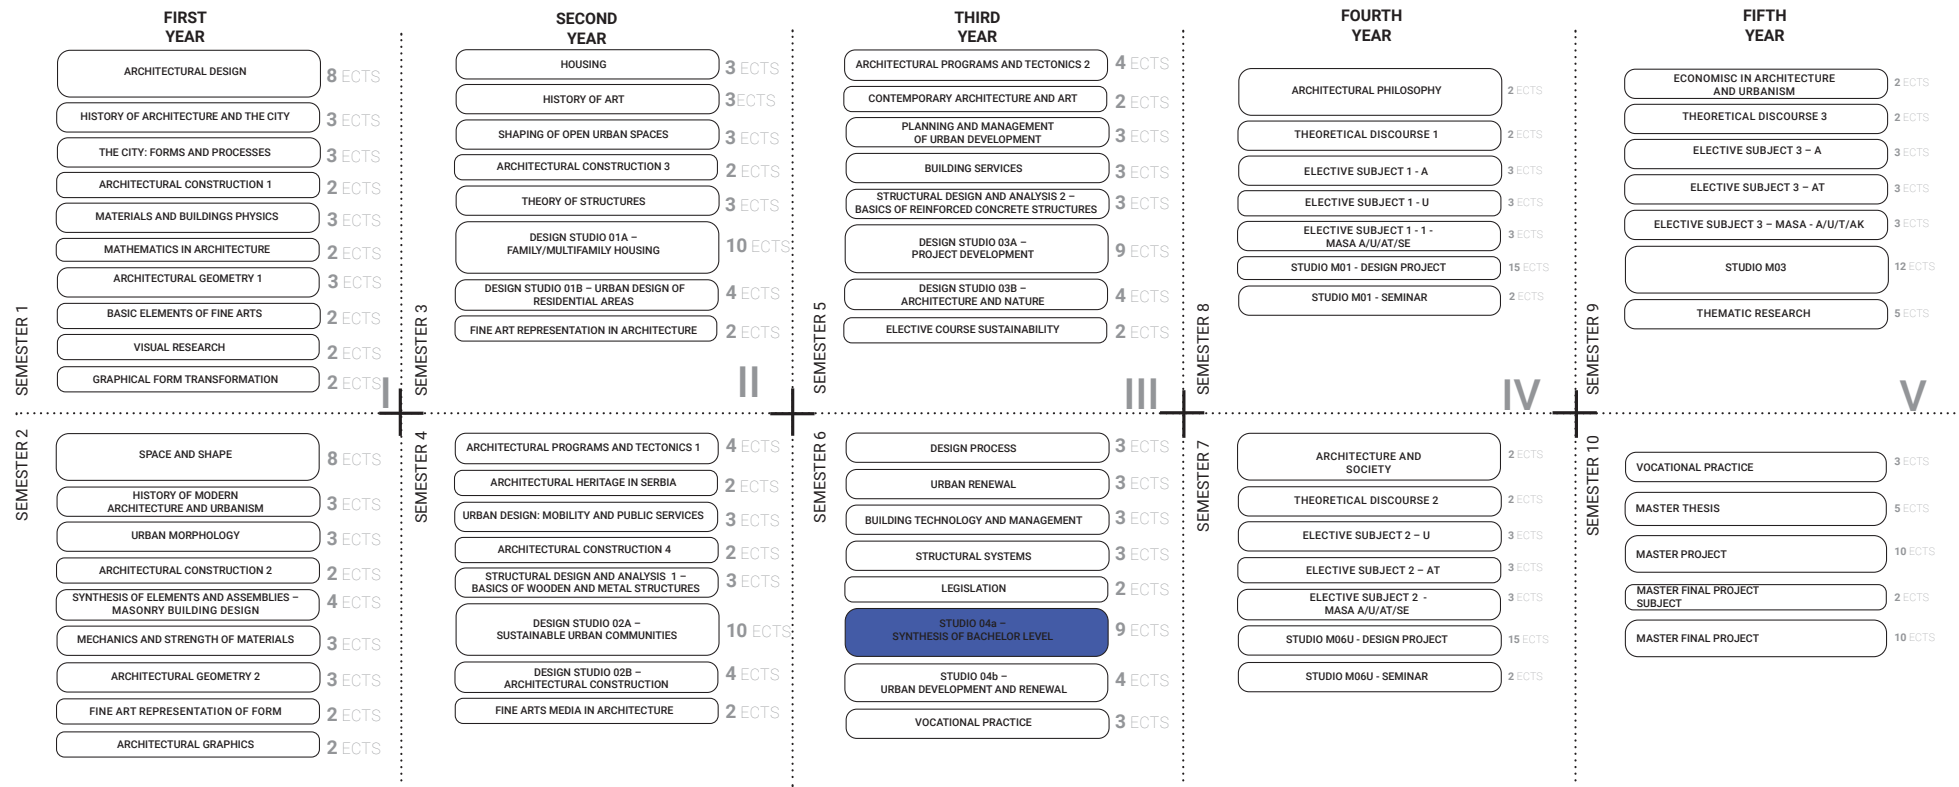 FIRST
YEAR
SEMESTER 1
ARCHITECTURAL DESIGN
8 ECTS
HISTORY OF ARCHITECTURE AND THE CITY
3 ECTS
THE CITY: FORMS AND PROCESSES
3 ECTS
ARCHITECTURAL CONSTRUCTION 1
2 ECTS
MATERIALS AND BUILDINGS PHYSICS
3 ECTS
MATHEMATICS IN ARCHITECTURE
2 ECTS
ARCHITECTURAL GEOMETRY 1
3 ECTS
BASIC ELEMENTS OF FINE ARTS
2 ECTS
VISUAL RESEARCH
2 ECTS
GRAPHICAL FORM TRANSFORMATION
2 ECTS
I
SEMESTER 2
SPACE AND SHAPE
8 ECTS
HISTORY OF MODERN
ARCHITECTURE AND URBANISM
3 ECTS
URBAN MORPHOLOGY
3 ECTS
ARCHITECTURAL CONSTRUCTION 2
2 ECTS
SYNTHESIS OF ELEMENTS AND ASSEMBLIES –
MASONRY BUILDING DESIGN
4 ECTS
MECHANICS AND STRENGTH OF MATERIALS
3 ECTS
ARCHITECTURAL GEOMETRY 2
3 ECTS
FINE ART REPRESENTATION OF FORM
2 ECTS
ARCHITECTURAL GRAPHICS
2 ECTS
SECOND
YEAR
SEMESTER 3
HOUSING
3 ECTS
HISTORY OF ART
3ECTS
SHAPING OF OPEN URBAN SPACES
3 ECTS
ARCHITECTURAL CONSTRUCTION 3
2 ECTS
THEORY OF STRUCTURES
3 ECTS
DESIGN STUDIO 01A –
FAMILY/MULTIFAMILY HOUSING
10 ECTS
DESIGN STUDIO 01B – URBAN DESIGN OF
RESIDENTIAL AREAS
4 ECTS
FINE ART REPRESENTATION IN ARCHITECTURE
2 ECTS
II
SEMESTER 4
ARCHITECTURAL PROGRAMS AND TECTONICS 1
4 ECTS
ARCHITECTURAL HERITAGE IN SERBIA
2 ECTS
URBAN DESIGN: MOBILITY AND PUBLIC SERVICES
3 ECTS
ARCHITECTURAL CONSTRUCTION 4
2 ECTS
STRUCTURAL DESIGN AND ANALYSIS 1 –
BASICS OF WOODEN AND METAL STRUCTURES
3 ECTS
DESIGN STUDIO 02A –
SUSTAINABLE URBAN COMMUNITIES
10 ECTS
DESIGN STUDIO 02B –
ARCHITECTURAL CONSTRUCTION
4 ECTS
FINE ARTS MEDIA IN ARCHITECTURE
2 ECTS
THIRD
YEAR
SEMESTER 5
ARCHITECTURAL PROGRAMS AND TECTONICS 2
4 ECTS
CONTEMPORARY ARCHITECTURE AND ART
2 ECTS
PLANNING AND MANAGEMENT
OF URBAN DEVELOPMENT
3 ECTS
BUILDING SERVICES
3 ECTS
STRUCTURAL DESIGN AND ANALYSIS 2 –
BASICS OF REINFORCED CONCRETE STRUCTURES
3 ECTS
DESIGN STUDIO 03A –
PROJECT DEVELOPMENT
9 ECTS
DESIGN STUDIO 03B –
ARCHITECTURE AND NATURE
4 ECTS
ELECTIVE COURSE SUSTAINABILITY
2 ECTS
III
SEMESTER 6
DESIGN PROCESS
3 ECTS
URBAN RENEWAL
3 ECTS
BUILDING TECHNOLOGY AND MANAGEMENT
3 ECTS
STRUCTURAL SYSTEMS
3 ECTS
LEGISLATION
2 ECTS
STUDIO 04a –
SYNTHESIS OF BACHELOR LEVEL
9 ECTS
STUDIO 04b –
URBAN DEVELOPMENT AND RENEWAL
4 ECTS
VOCATIONAL PRACTICE
3 ECTS
FOURTH
YEAR
SEMESTER 8
ARCHITECTURAL PHILOSOPHY
2 ECTS
THEORETICAL DISCOURSE 1
2 ECTS
ELECTIVE SUBJECT 1 - A
3 ECTS
ELECTIVE SUBJECT 1 - U
3 ECTS
ELECTIVE SUBJECT 1 - 1 -
MASA A/U/AT/SE
3 ECTS
STUDIO M01 - DESIGN PROJECT
15 ECTS
STUDIO M01 - SEMINAR
2 ECTS
IV
SEMESTER 7
ARCHITECTURE AND
SOCIETY
2 ECTS
THEORETICAL DISCOURSE 2
2 ECTS
ELECTIVE SUBJECT 2 – U
3 ECTS
ELECTIVE SUBJECT 2 – AT
3 ECTS
ELECTIVE SUBJECT 2 -
MASA A/U/AT/SE
3 ECTS
STUDIO M06U - DESIGN PROJECT
15 ECTS
STUDIO M06U - SEMINAR
2 ECTS
FIFTH
YEAR
SEMESTER 9
ECONOMISC IN ARCHITECTURE
AND URBANISM
2 ECTS
THEORETICAL DISCOURSE 3
2 ECTS
ELECTIVE SUBJECT 3 – A
3 ECTS
ELECTIVE SUBJECT 3 – AT
3 ECTS
ELECTIVE SUBJECT 3 – MASA - A/U/T/AK
3 ECTS
STUDIO M03
12 ECTS
THEMATIC RESEARCH
5 ECTS
V
SEMESTER 10
VOCATIONAL PRACTICE
3 ECTS
MASTER THESIS
5 ECTS
MASTER PROJECT
10 ECTS
MASTER FINAL PROJECT
SUBJECT
2 ECTS
MASTER FINAL PROJECT
10 ECTS